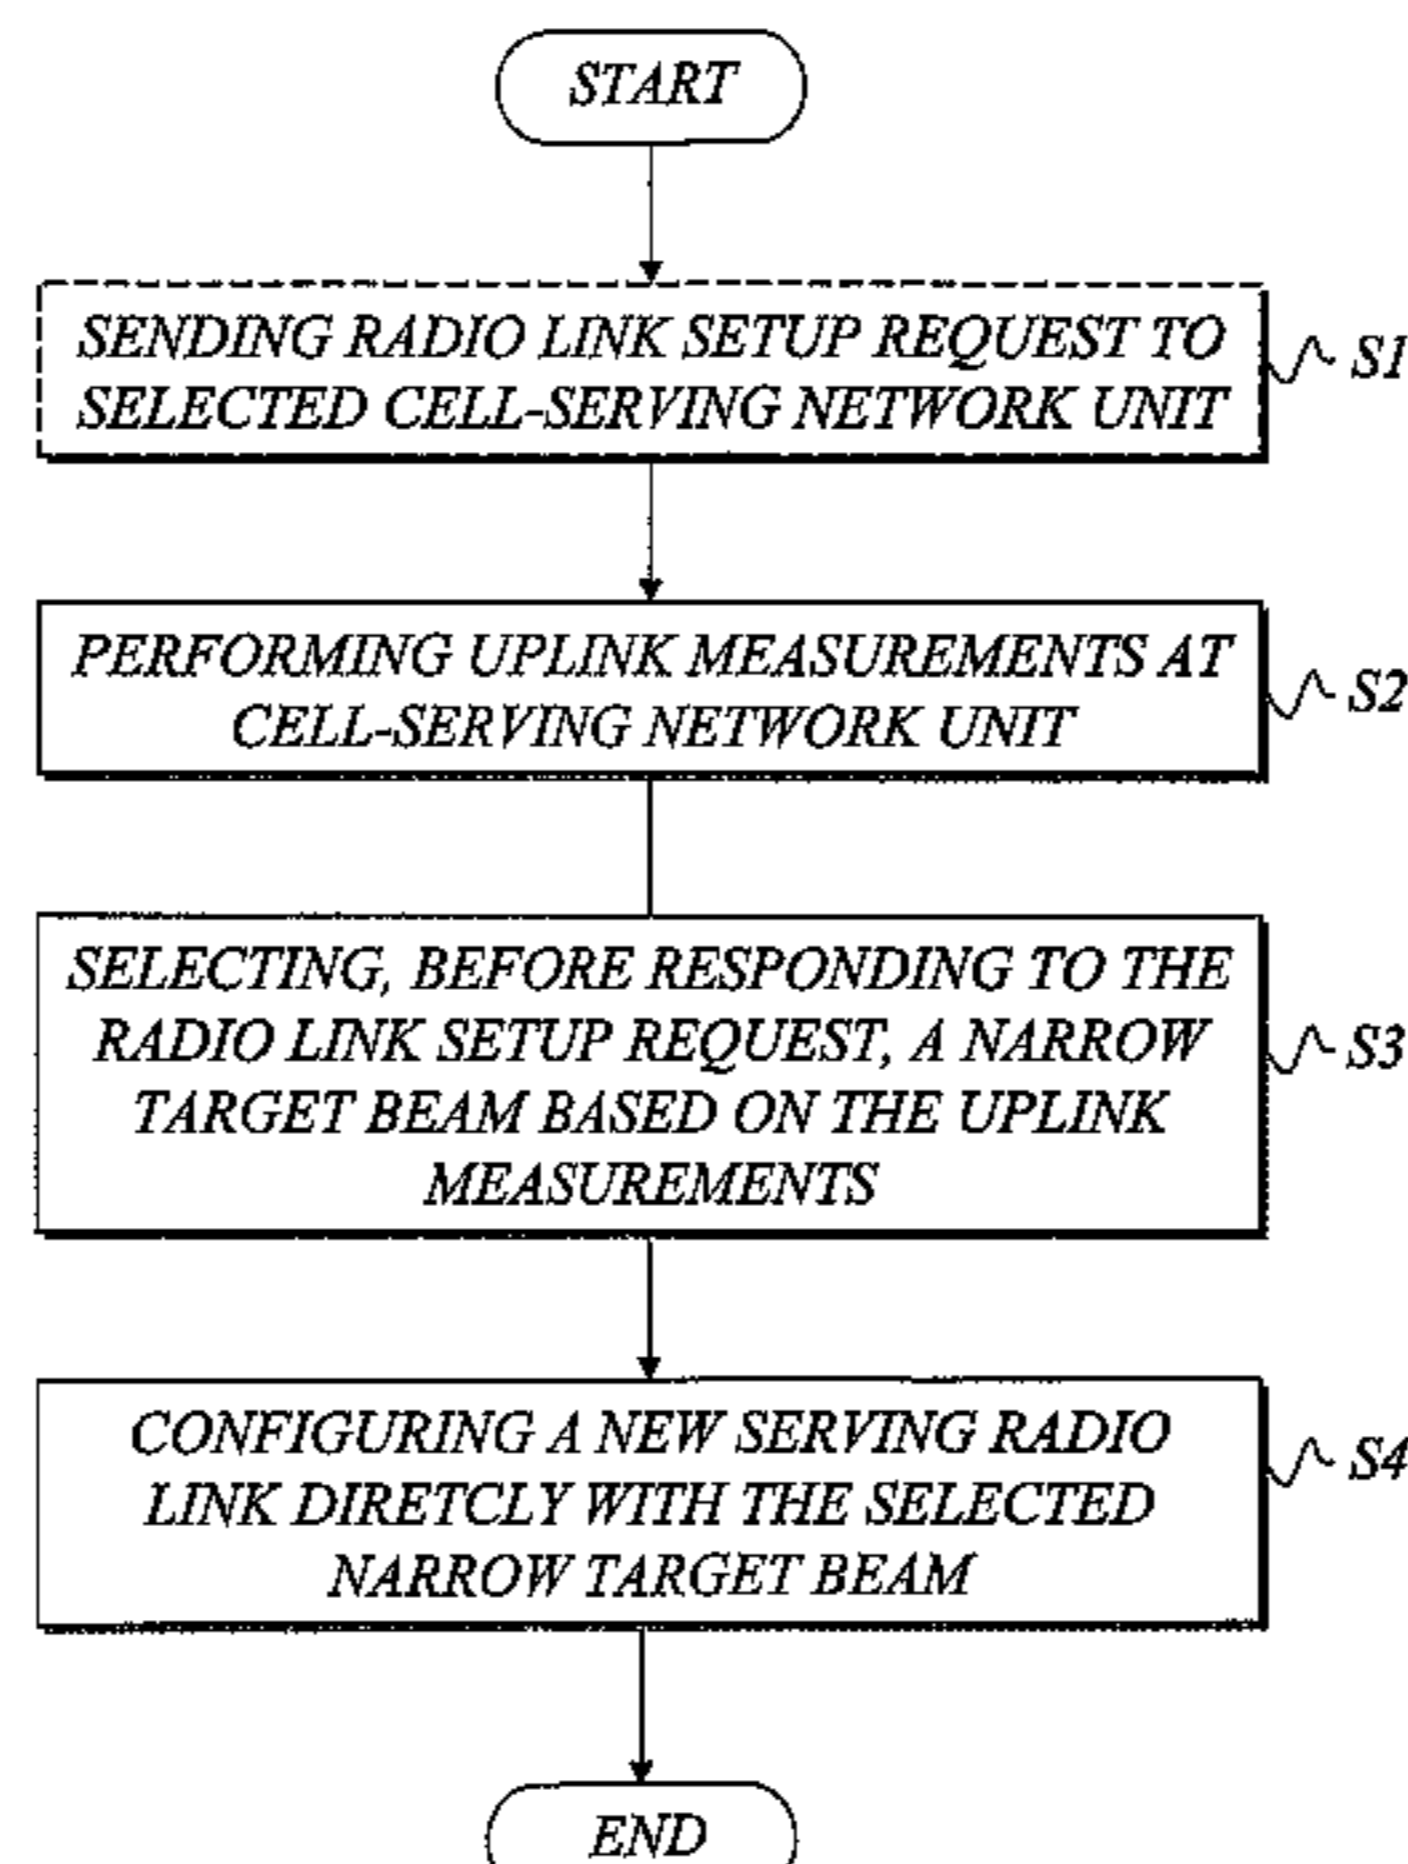 START
SENDING RADIO LINK SETUP REQUEST TO
SELECTED CELL-SERVING NETWORK UNIT
S1
PERFORMING UPLINK MEASUREMENTS AT
CELL-SERVING NETWORK UNIT
S2
SELECTING, BEFORE RESPONDING TO THE
RADIO LINK SETUP REQUEST, A NARROW
TARGET BEAM BASED ON THE UPLINK
MEASUREMENTS
S3
CONFIGURING A NEW SERVING RADIO
LINK DIRETCLY WITH THE SELECTED
NARROW TARGET BEAM
S4
END